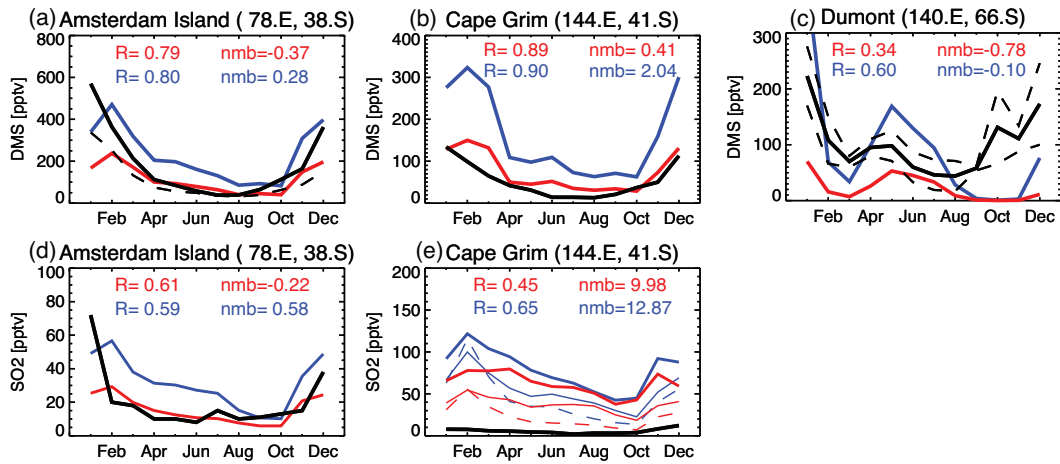 (a) Amsterdam Island ( 78.E, 38.S)
R= 0.79 nmb=-0.37
R= 0.80 nmb= 0.28
DMS [pptv]
800
600
400
200
0
Feb Apr Jun Aug Oct Dec
(b) Cape Grim (144.E, 41.S)
R= 0.89 nmb= 0.41
R= 0.90 nmb= 2.04
DMS [pptv]
400
300
200
100
0
Feb Apr Jun Aug Oct Dec
(c) Dumont (140.E, 66.S)
R= 0.34 nmb=-0.78
R= 0.60 nmb=-0.10
DMS [pptv]
300
200
100
0
Feb Apr Jun Aug Oct Dec
(d) Amsterdam Island ( 78.E, 38.S)
R= 0.61 nmb=-0.22
R= 0.59 nmb= 0.58
SO2 [pptv]
100
80
60
40
20
0
Feb Apr Jun Aug Oct Dec
(e) Cape Grim (144.E, 41.S)
R= 0.45 nmb= 9.98
R= 0.65 nmb=12.87
SO2 [pptv]
200
150
100
50
0
Feb Apr Jun Aug Oct Dec